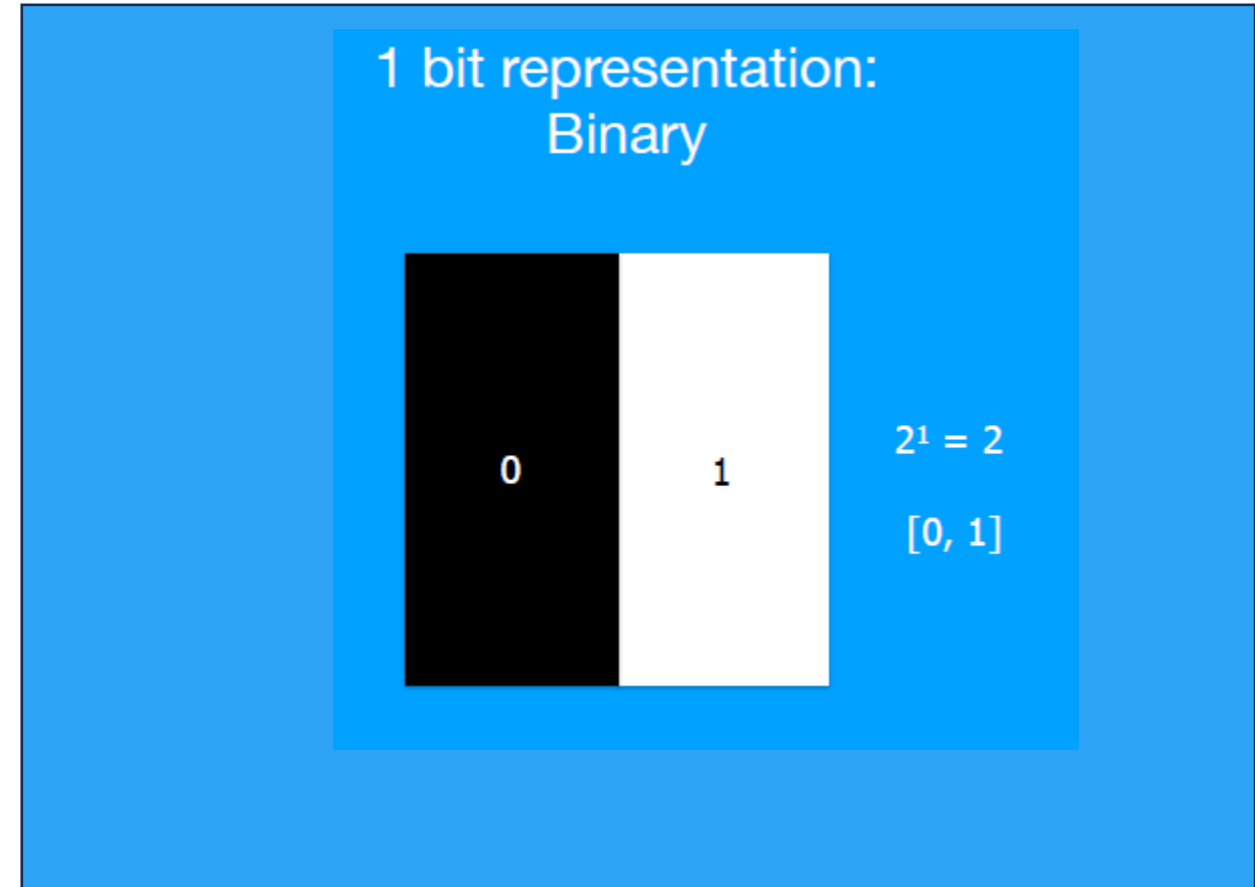 1 bit representation:
Binary
0
1
2¹ = 2
[0, 1]